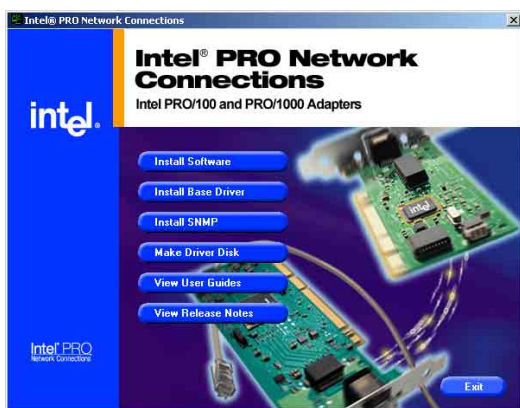 Intel® PRO Network Connections
Intel® PRO Network
Connections
Intel PRO/100 and PRO/1000 Adapters
intel.
Install Software
Install Base Driver
Install SNMP
Make Driver Disk
View User Guides
View Release Notes
intel
Intel® PRO
Network Connections
Exit